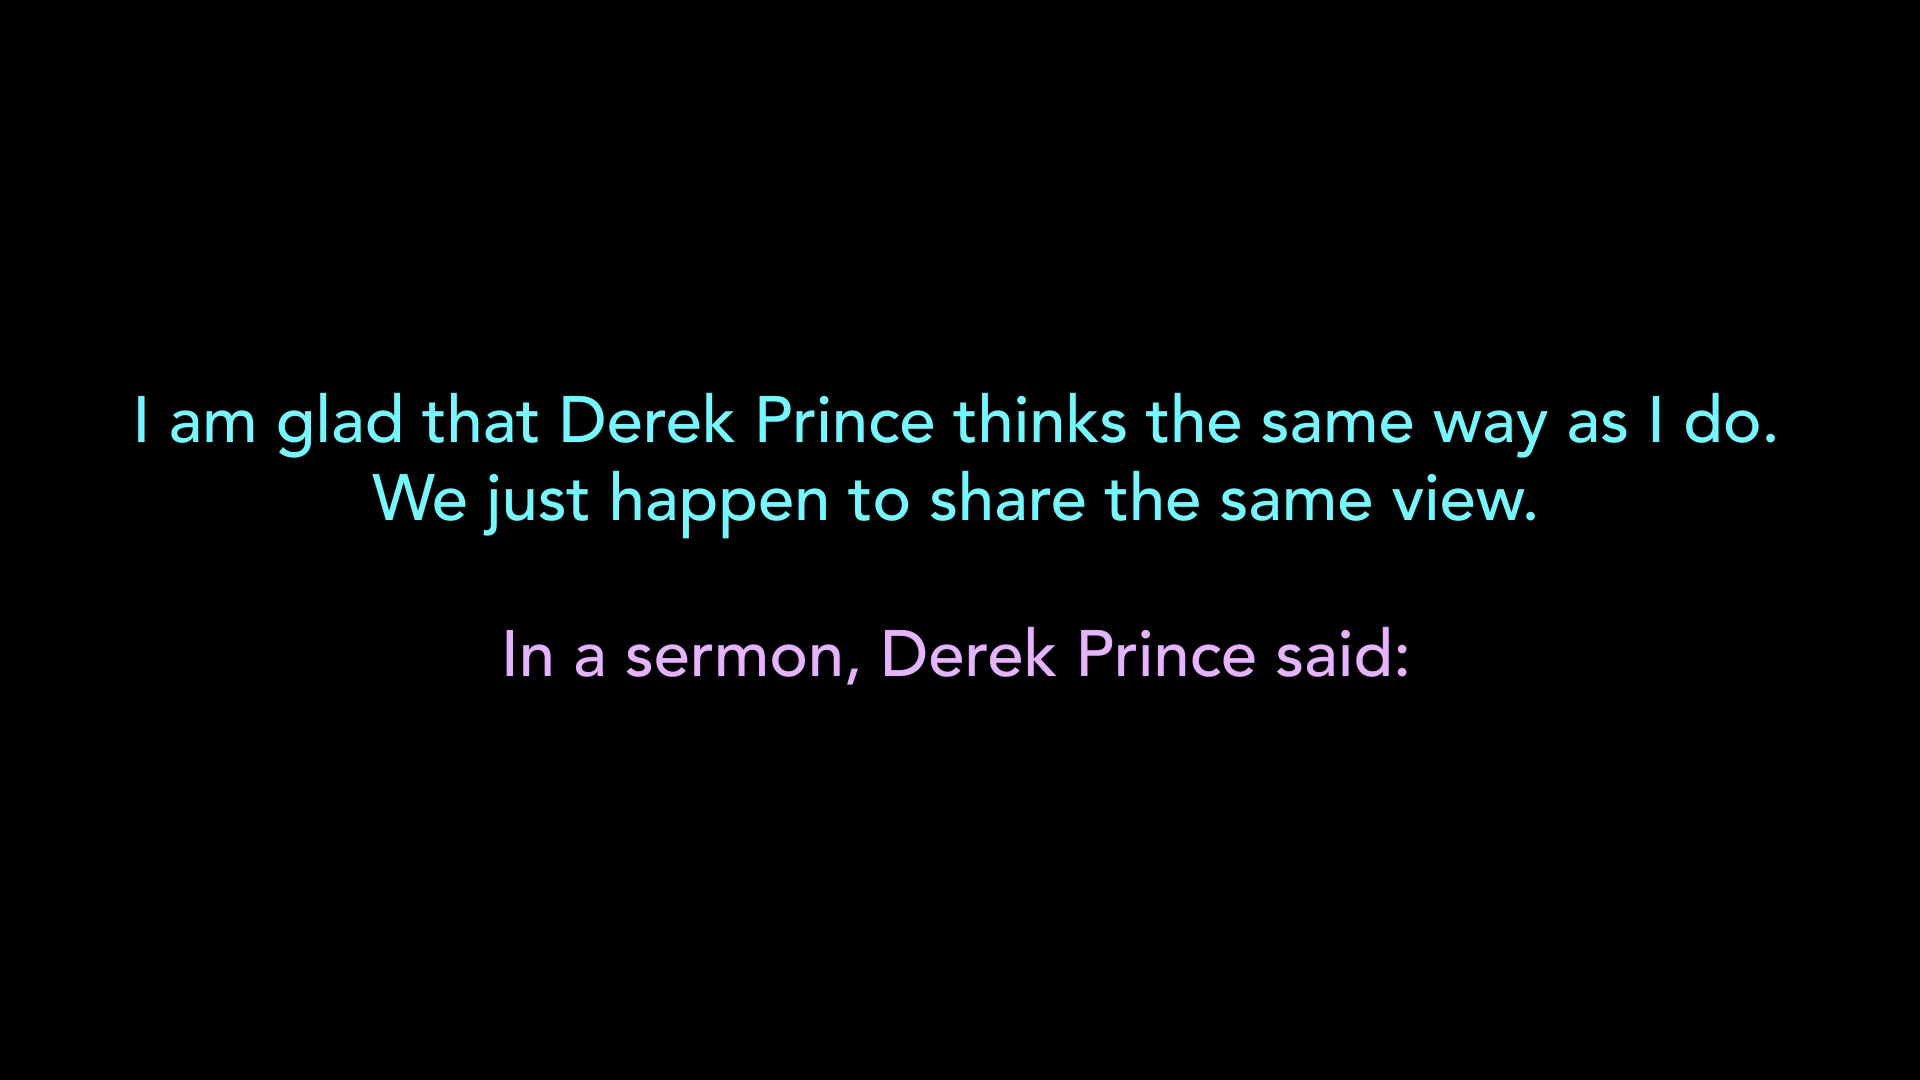 I am glad that Derek Prince thinks the same way as I do.
We just happen to share the same view.
In a sermon, Derek Prince said: